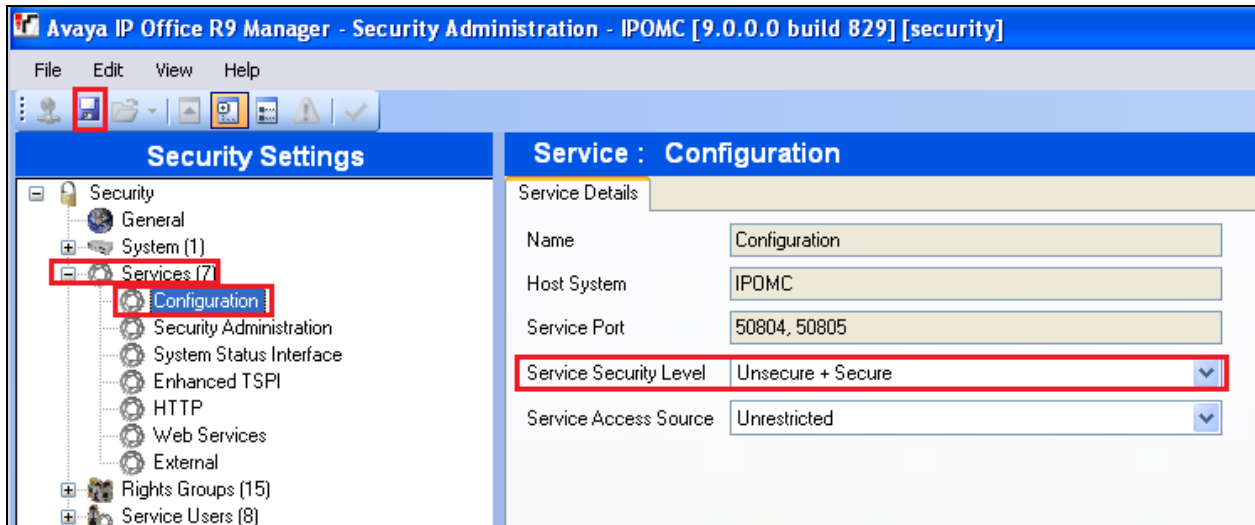 Avaya IP Office R9 Manager - Security Administration - IPOMC [9.0.0.0 build 829] [security]
File Edit View Help
Security Settings
Security
General
System (1)
Services (7)
Configuration
Security Administration
System Status Interface
Enhanced TSPI
HTTP
Web Services
External
Rights Groups (15)
Service Users (8)
Service : Configuration
Service Details
Name Configuration
Host System IPOMC
Service Port 50804, 50805
Service Security Level Unsecure + Secure
Service Access Source Unrestricted